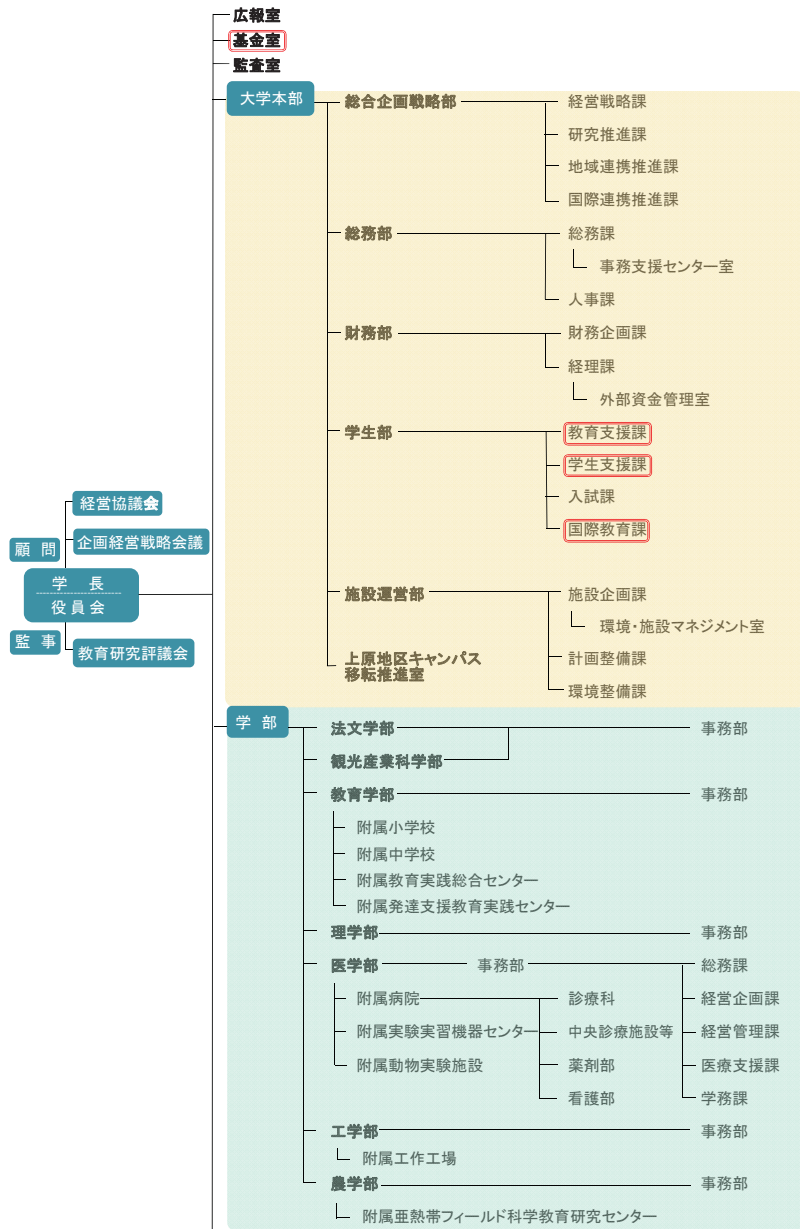 広報室
基金室
監査室
大学本部
総合企画戦略部
経営戦略課
研究推進課
地域連携推進課
国際連携推進課
総務部
総務課
事務支援センター室
人事課
財務部
財務企画課
経理課
外部資金管理室
学生部
教育支援課
学生支援課
入試課
国際教育課
経営協議会
企画経営戦略会議
顧 問
学 長
役員会
監 事
教育研究評議会
施設運営部
施設企画課
環境・施設マネジメント室
計画整備課
環境整備課
上原地区キャンパス
移転推進室
学 部
法文学部
事務部
観光産業科学部
教育学部
事務部
附属小学校
附属中学校
附属教育実践総合センター
附属発達支援教育実践センター
理学部
事務部
医学部
事務部
総務課
附属病院
診療科
経営企画課
附属実験実習機器センター
中央診療施設等
経営管理課
附属動物実験施設
薬剤部
医療支援課
看護部
学務課
工学部
事務部
附属工作工場
農学部
事務部
附属亜熱帯フィールド科学教育研究センター